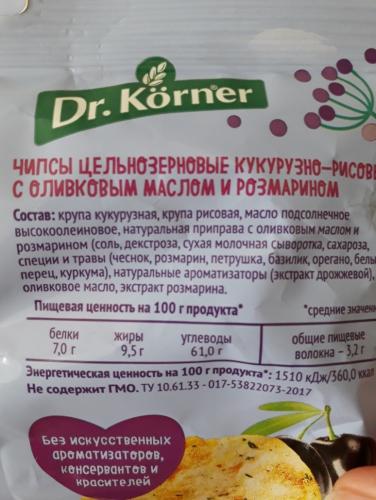 Dr. Körner
ЧИПСЫ ЦЕЛЬНОЗЕРНОВЫЕ КУКУРУЗНО-РИСОВЫ
С ОЛИВКОВЫМ МАСЛОМ И РОЗМАРИНОМ
Состав: крупа кукурузная, крупа рисовая, масло подсолнечное
высокоолеиновое, натуральная приправа с оливковым маслом и
розмарином (соль, декстроза, сухая молочная сыворотка, сахароза,
специи и травы (чеснок, розмарин, петрушка, базилик, орегано, белы
перец, куркума), натуральные ароматизаторы (экстракт дрожжевой),
оливковое масло, экстракт розмарина.
Пищевая ценность на 100 г продукта* *средние значен
белки жиры углеводы общие пищевые
7,0 г 9,5 г 61,0 г волокна – 3,2 г
Энергетическая ценность на 100 г продукта*: 1510 кДж/360,0 ккал
Не содержит ГМО. ТУ 10.61.33 - 017-53822073-2017
Без искусственных
ароматизаторов,
консервантов и
красителей